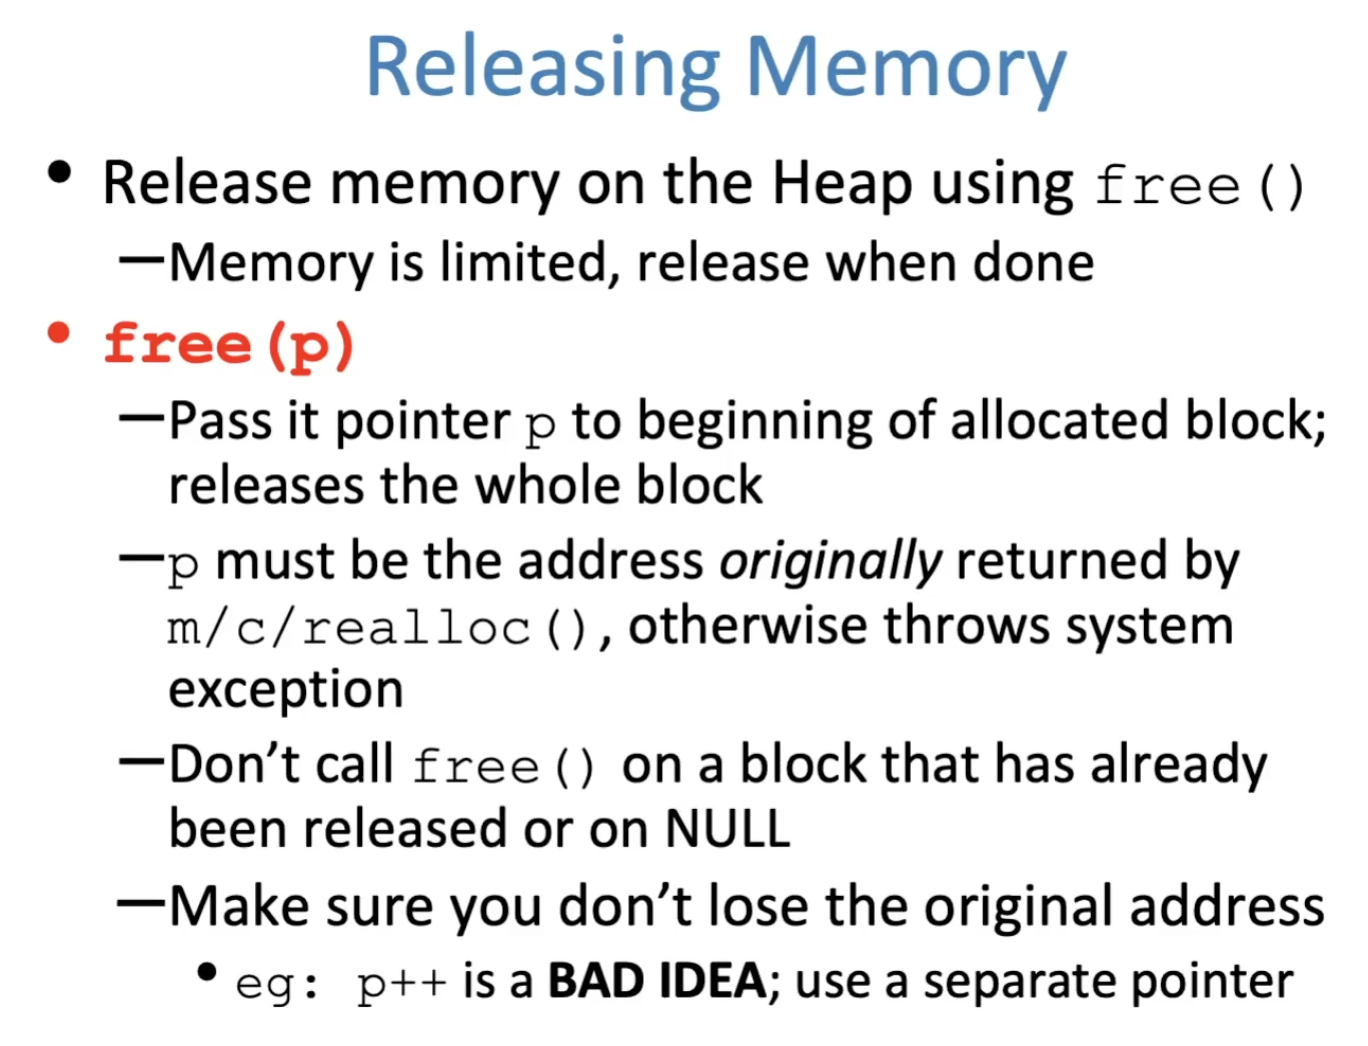 Releasing Memory
• Release memory on the Heap using free()
—Memory is limited, release when done
• free(p)
—Pass it pointer p to beginning of allocated block;
releases the whole block
—p must be the address originally returned by
m/c/realloc(), otherwise throws system
exception
—Don’t call free() on a block that has already
been released or on NULL
—Make sure you don’t lose the original address
• eg: p++ is a BAD IDEA; use a separate pointer